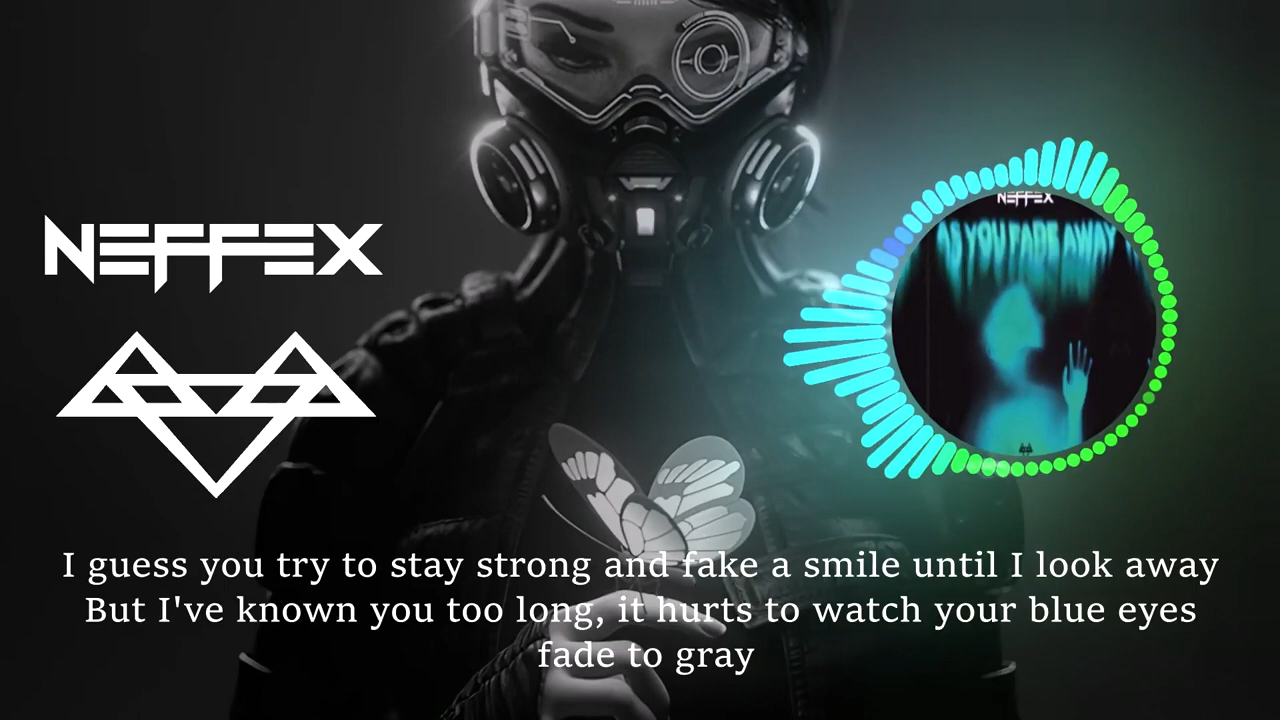 NEFFEX
NEFFEX
AS YOU FADE AWAY
I guess you try to stay strong and fake a smile until I look away
But I've known you too long, it hurts to watch your blue eyes
fade to gray